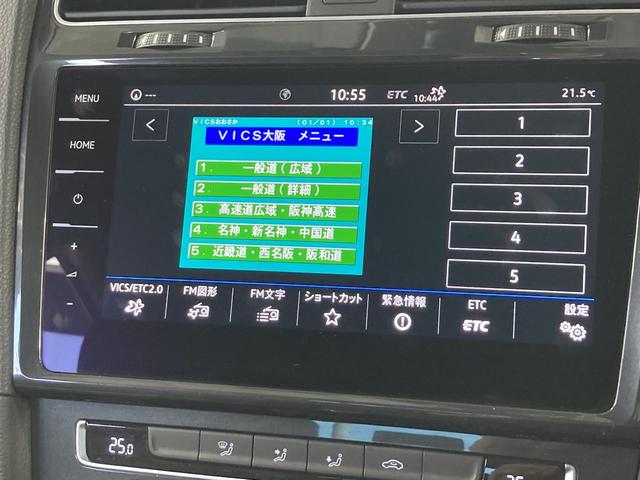 MENU
HOME
+
-
---
10:55
ETC
10:44
21.5℃
VICSおおさか (01/01) 10:34
VICS大阪 メニュー
1. 一般道(広域)
2. 一般道(詳細)
3. 高速道広域・阪神高速
4. 名神・新名神・中国道
5. 近畿道・西名阪・阪和道
1
2
3
4
5
VICS/ETC2.0
FM図形
FM文字
ショートカット
緊急情報
ETC
ETC
設定
25.0